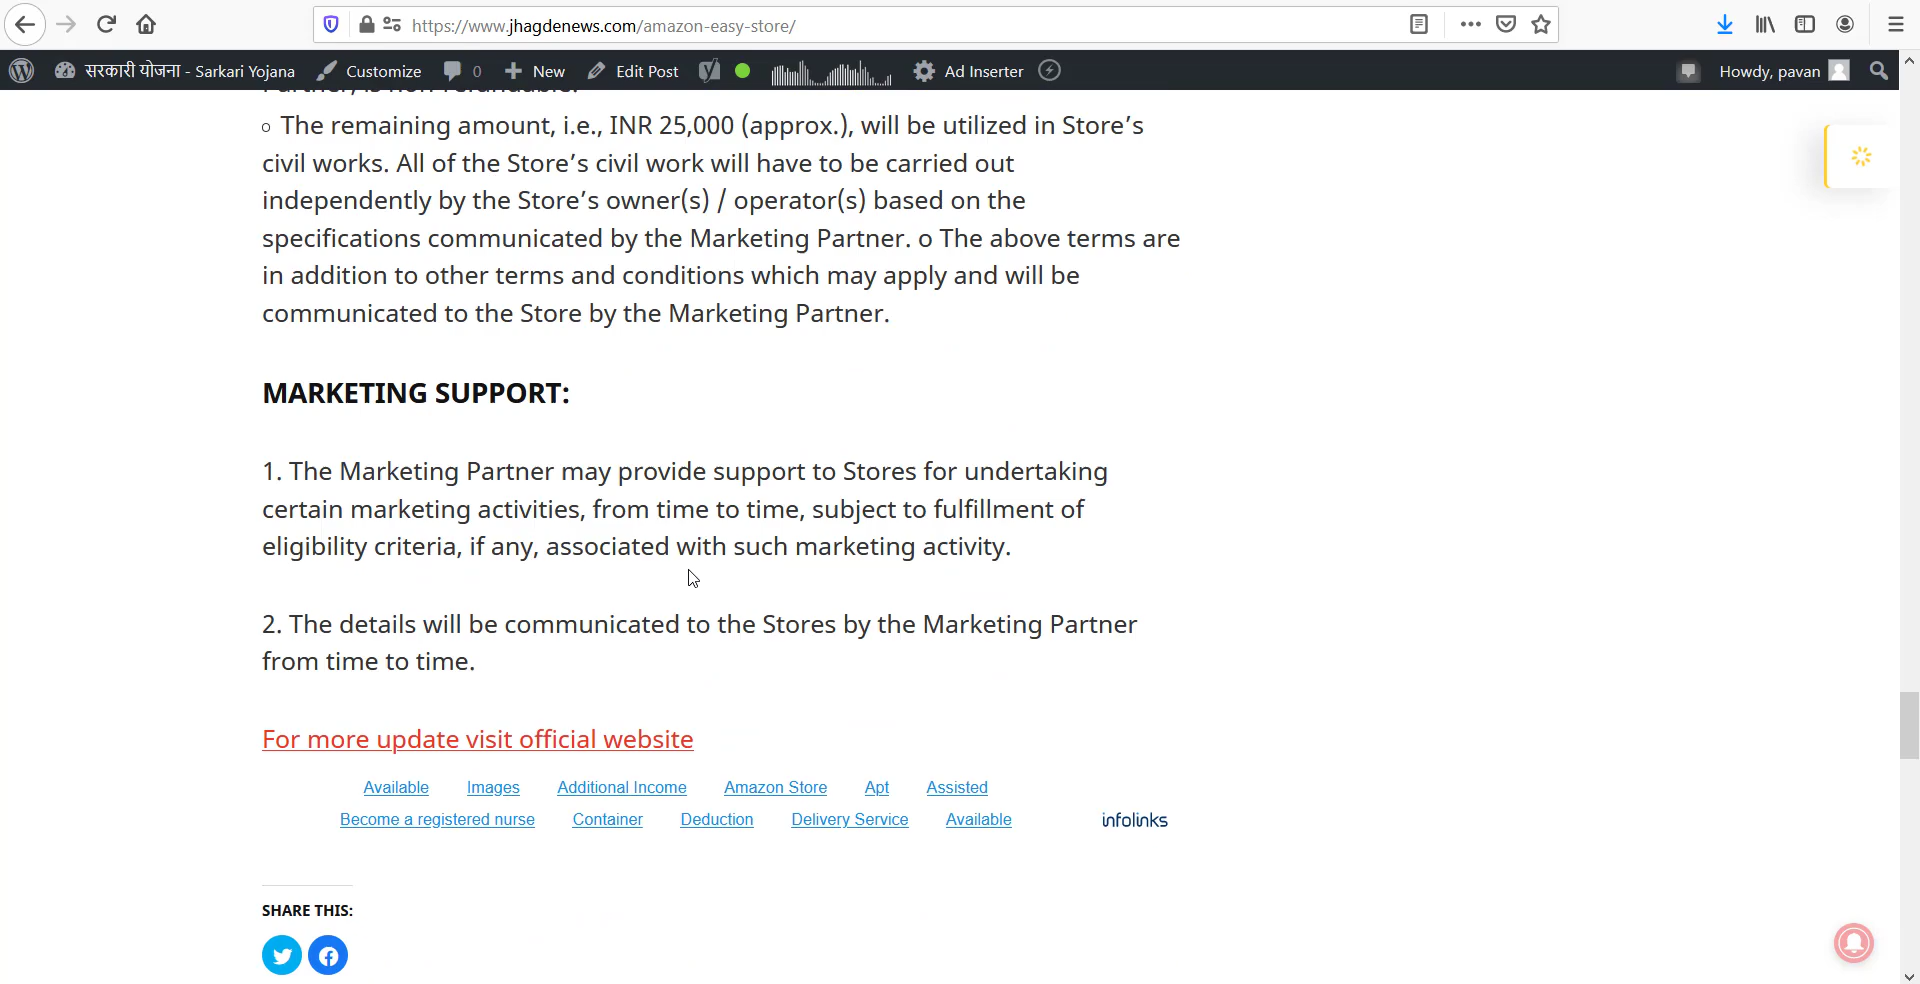 https://www.jhagdenews.com/amazon-easy-store/
सरकारी योजना - Sarkari Yojana Customize 0 New Edit Post Ad Inserter Howdy, pavan
Partner, is non-refundable.
o The remaining amount, i.e., INR 25,000 (approx.), will be utilized in Store’s
civil works. All of the Store’s civil work will have to be carried out
independently by the Store’s owner(s) / operator(s) based on the
specifications communicated by the Marketing Partner. o The above terms are
in addition to other terms and conditions which may apply and will be
communicated to the Store by the Marketing Partner.
MARKETING SUPPORT:
1. The Marketing Partner may provide support to Stores for undertaking
certain marketing activities, from time to time, subject to fulfillment of
eligibility criteria, if any, associated with such marketing activity.
2. The details will be communicated to the Stores by the Marketing Partner
from time to time.
For more update visit official website
Available Images Additional Income Amazon Store Apt Assisted
Become a registered nurse Container Deduction Delivery Service Available infolinks
SHARE THIS: